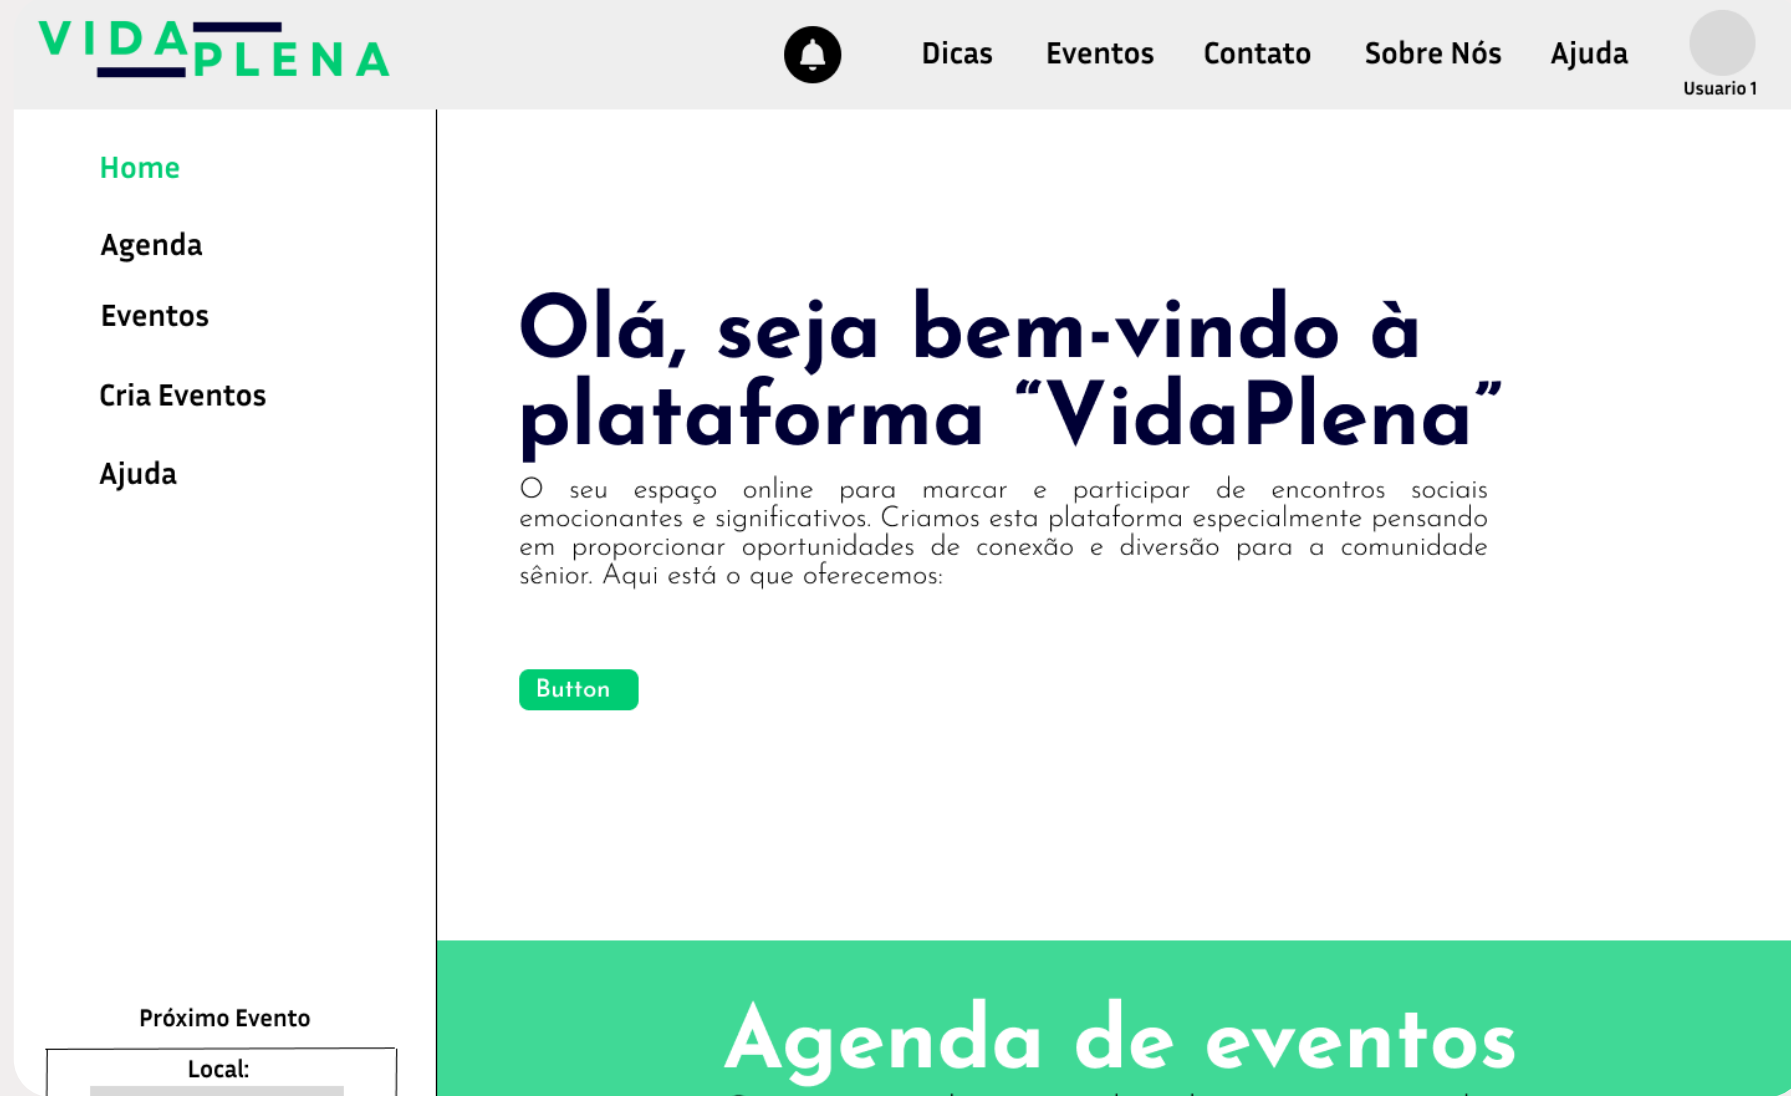 VIDAPLENA
Dicas
Eventos
Contato
Sobre Nós
Ajuda
Usuario 1
Home
Agenda
Eventos
Cria Eventos
Ajuda
Próximo Evento
Local:
Olá, seja bem-vindo à
plataforma “VidaPlena”
O seu espaço online para marcar e participar de encontros sociais
emocionantes e significativos. Criamos esta plataforma especialmente pensando
em proporcionar oportunidades de conexão e diversão para a comunidade
sênior. Aqui está o que oferecemos:
Button
Agenda de eventos